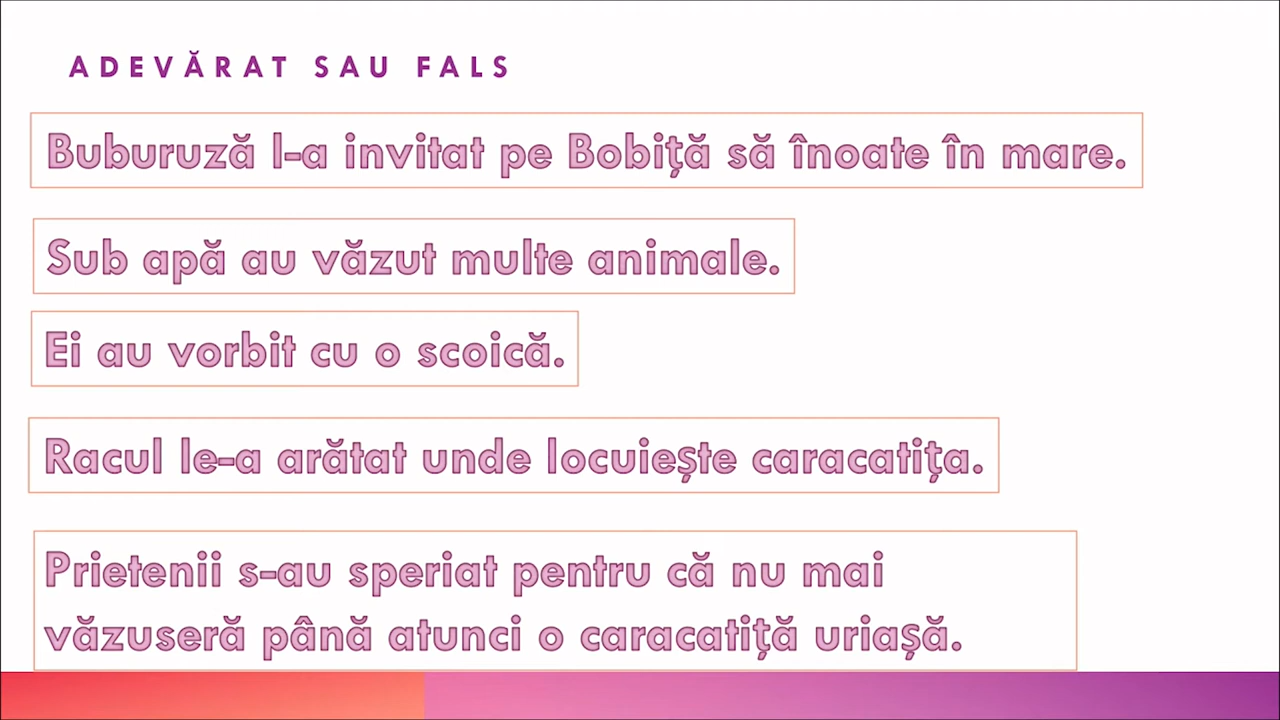 ADEVĂRAT SAU FALS
Buburuză l-a invitat pe Bobiță să înoate în mare.
Sub apă au văzut multe animale.
Ei au vorbit cu o scoică.
Racul le-a arătat unde locuiește caracatița.
Prietenii s-au speriat pentru că nu mai
văzuseră până atunci o caracatiță uriașă.